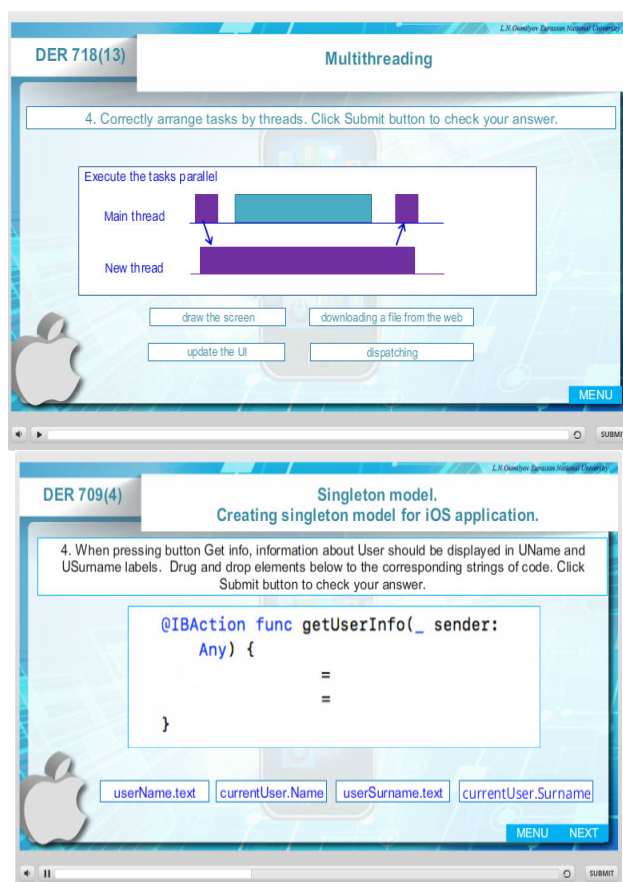 L.N.Gumilyov Eurasian National University
DER 718(13)
Multithreading
4. Correctly arrange tasks by threads. Click Submit button to check your answer.
Execute the tasks parallel
Main thread
New thread
draw the screen
downloading a file from the web
update the UI
dispatching
MENU
SUBMI
L.N.Gumilyov Eurasian National University
DER 709(4)
Singleton model.
Creating singleton model for iOS application.
4. When pressing button Get info, information about User should be displayed in UName and
USurname labels. Drug and drop elements below to the corresponding strings of code. Click
Submit button to check your answer.
@IBAction func getUserInfo(_ sender:
Any) {
=
=
}
userName.text
currentUser.Name
userSurname.text
currentUser.Surname
MENU
NEXT
SUBMIT